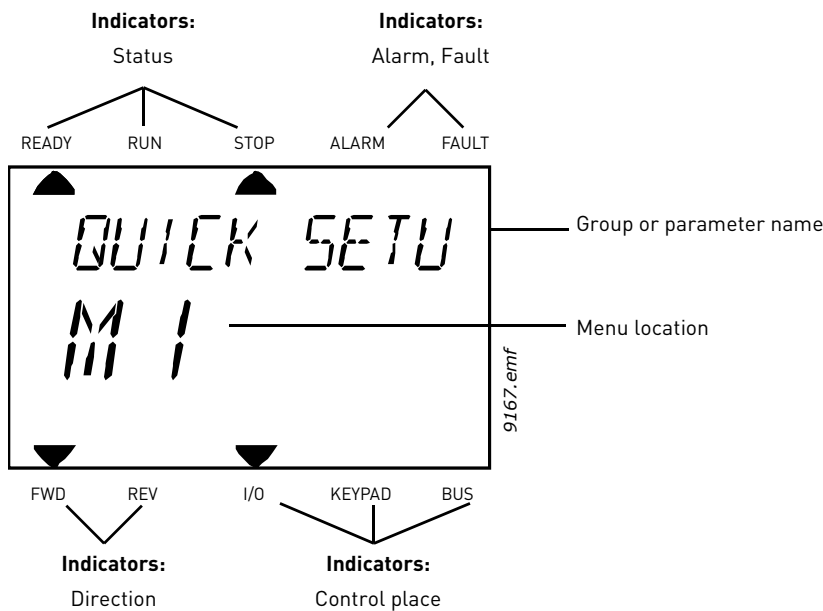 Indicators: Indicators:
Status Alarm, Fault
READY RUN STOP ALARM FAULT
QUICK SETU
Group or parameter name
M1
Menu location
9167.emf
FWD REV I/O KEYPAD BUS
Indicators: Indicators:
Direction Control place